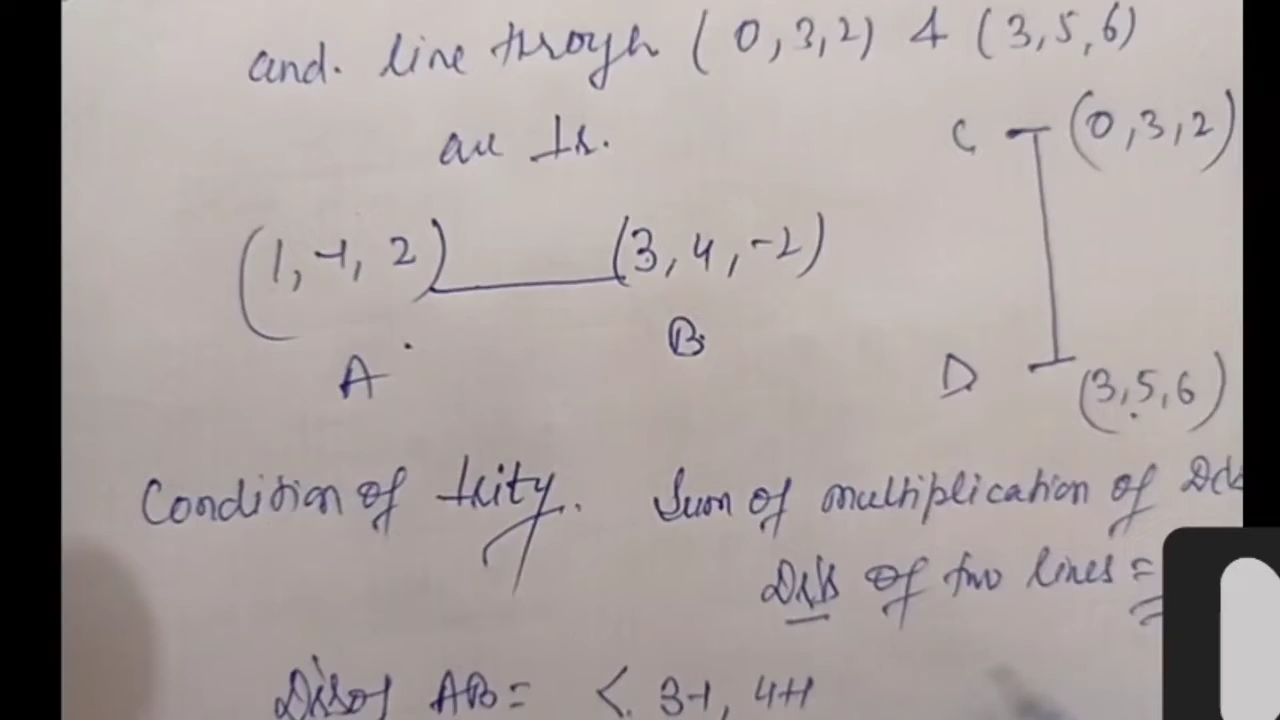 and. line through (0,3,2) & (3,5,6)
are ⊥r.
C (0,3,2)
(1,-1,2) (3,4,-2)
A B
D (3,5,6)
Condition of ⊥city. Sum of multiplication of Dcs
Drs of two lines =
Drs of AB = <. 3-1, 4+1